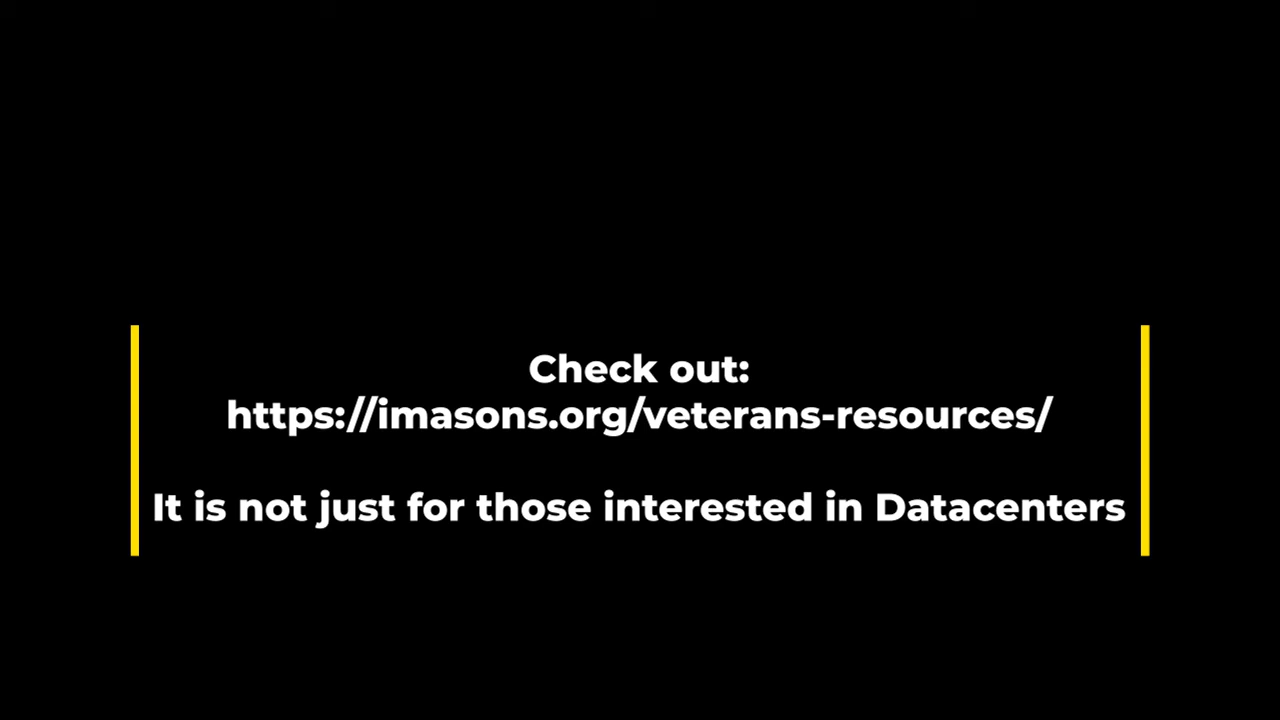 Check out:
https://imasons.org/veterans-resources/
It is not just for those interested in Datacenters